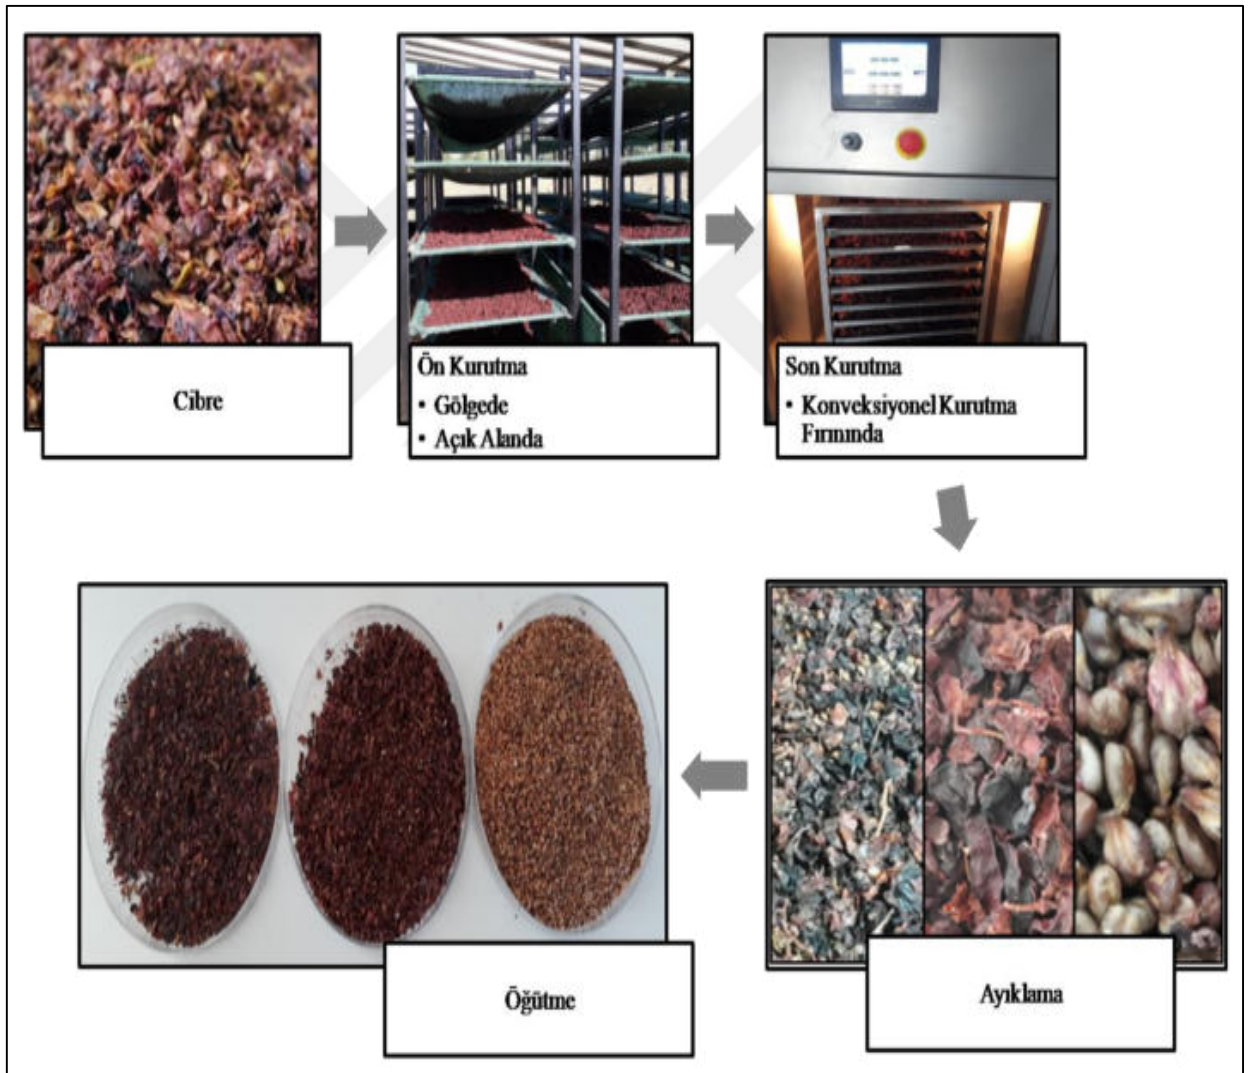 Cibre
Ön Kurutma
• Gölgede
• Açık Alanda
Son Kurutma
• Konveksiyonel Kurutma
Fırınında
Ayıklama
Öğütme